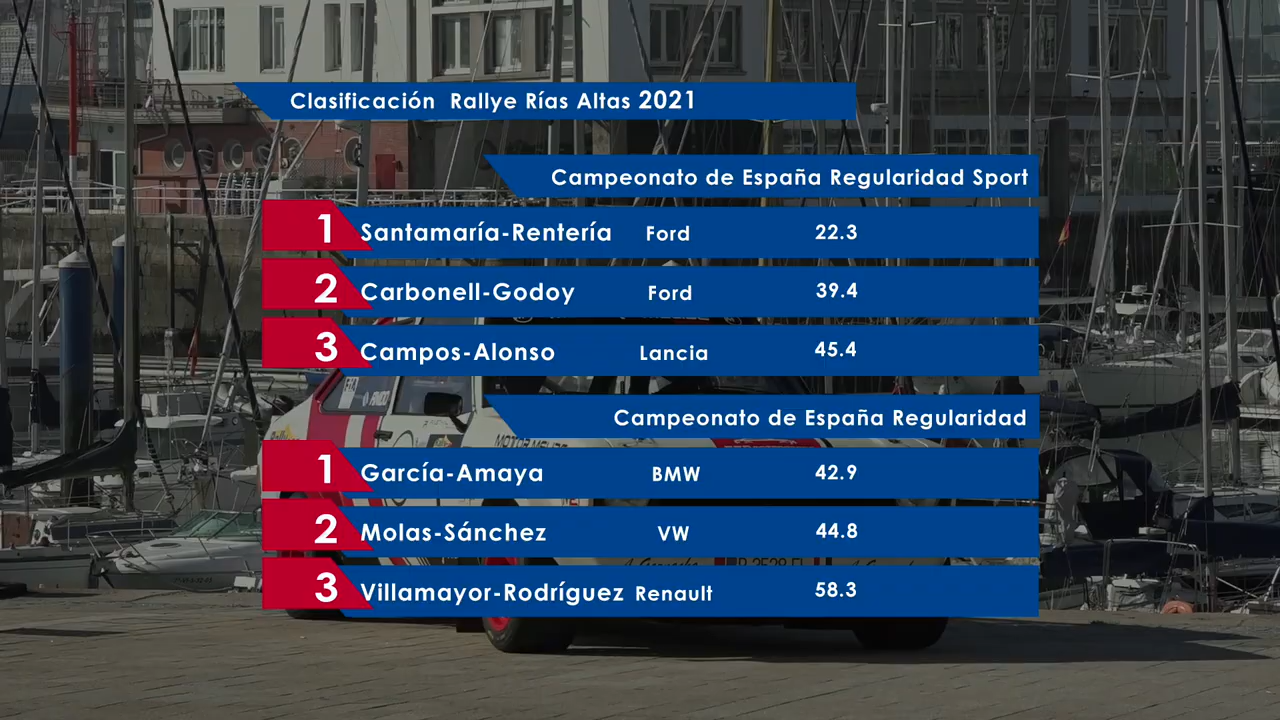 Clasificación Rallye Rías Altas 2021
Campeonato de España Regularidad Sport
1 Santamaría-Rentería Ford 22.3
2 Carbonell-Godoy Ford 39.4
3 Campos-Alonso Lancia 45.4
Campeonato de España Regularidad
1 García-Amaya BMW 42.9
2 Molas-Sánchez VW 44.8
3 Villamayor-Rodríguez Renault 58.3